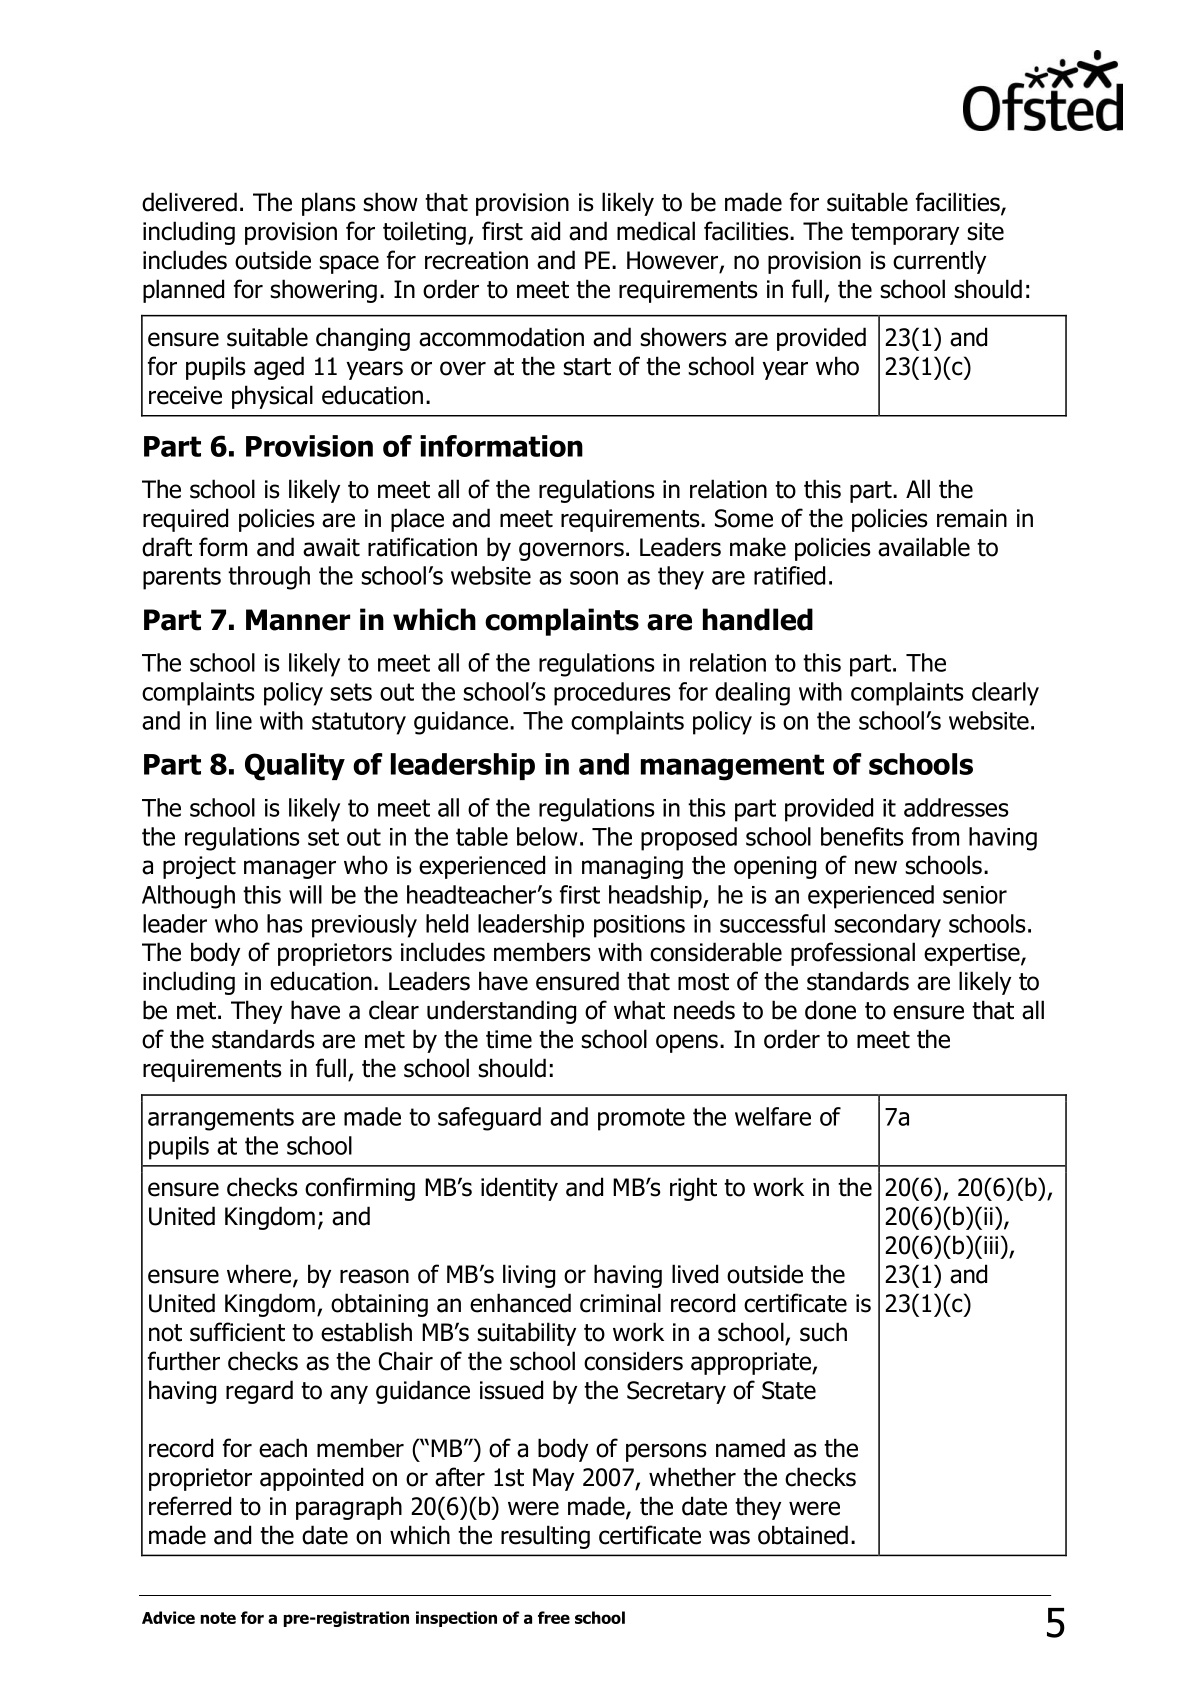 Ofsted
delivered. The plans show that provision is likely to be made for suitable facilities,
including provision for toileting, first aid and medical facilities. The temporary site
includes outside space for recreation and PE. However, no provision is currently
planned for showering. In order to meet the requirements in full, the school should:
ensure suitable changing accommodation and showers are provided
for pupils aged 11 years or over at the start of the school year who
receive physical education.
23(1) and
23(1)(c)
Part 6. Provision of information
The school is likely to meet all of the regulations in relation to this part. All the
required policies are in place and meet requirements. Some of the policies remain in
draft form and await ratification by governors. Leaders make policies available to
parents through the school’s website as soon as they are ratified.
Part 7. Manner in which complaints are handled
The school is likely to meet all of the regulations in relation to this part. The
complaints policy sets out the school’s procedures for dealing with complaints clearly
and in line with statutory guidance. The complaints policy is on the school’s website.
Part 8. Quality of leadership in and management of schools
The school is likely to meet all of the regulations in this part provided it addresses
the regulations set out in the table below. The proposed school benefits from having
a project manager who is experienced in managing the opening of new schools.
Although this will be the headteacher’s first headship, he is an experienced senior
leader who has previously held leadership positions in successful secondary schools.
The body of proprietors includes members with considerable professional expertise,
including in education. Leaders have ensured that most of the standards are likely to
be met. They have a clear understanding of what needs to be done to ensure that all
of the standards are met by the time the school opens. In order to meet the
requirements in full, the school should:
arrangements are made to safeguard and promote the welfare of
pupils at the school
7a
ensure checks confirming MB’s identity and MB’s right to work in the
United Kingdom; and
ensure where, by reason of MB’s living or having lived outside the
United Kingdom, obtaining an enhanced criminal record certificate is
not sufficient to establish MB’s suitability to work in a school, such
further checks as the Chair of the school considers appropriate,
having regard to any guidance issued by the Secretary of State
record for each member (“MB”) of a body of persons named as the
proprietor appointed on or after 1st May 2007, whether the checks
referred to in paragraph 20(6)(b) were made, the date they were
made and the date on which the resulting certificate was obtained.
20(6), 20(6)(b),
20(6)(b)(ii),
20(6)(b)(iii),
23(1) and
23(1)(c)
Advice note for a pre-registration inspection of a free school
5